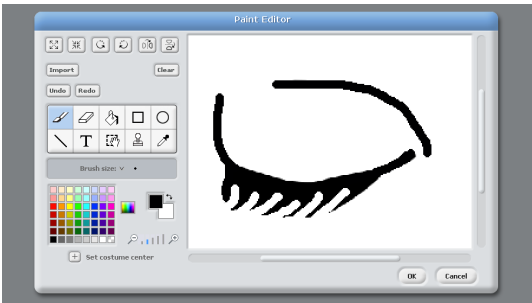 Paint Editor
Import
Clear
Undo
Redo
T
Brush size:
Set costume center
OK
Cancel